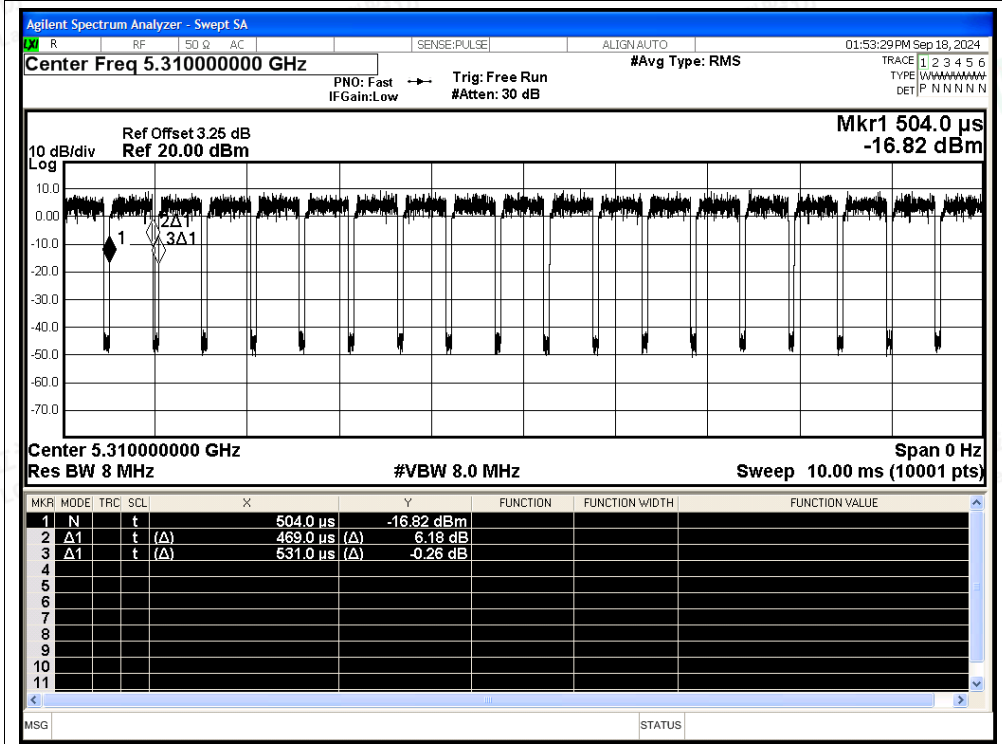 Agilent Spectrum Analyzer - Swept SA
LXI R RF 50 Ω AC SENSE:PULSE ALIGN AUTO 01:53:29 PM Sep 18, 2024
Center Freq 5.310000000 GHz #Avg Type: RMS TRACE 1 2 3 4 5 6
PNO: Fast Trig: Free Run TYPE W
IFGain:Low #Atten: 30 dB DET P N N N N N
Mkr1 504.0 µs
Ref Offset 3.25 dB
10 dB/div Ref 20.00 dBm -16.82 dBm
Log
10.0
0.00
2Δ1
1 3Δ1
-10.0
-20.0
-30.0
-40.0
-50.0
-60.0
-70.0
Center 5.310000000 GHz Span 0 Hz
Res BW 8 MHz #VBW 8.0 MHz Sweep 10.00 ms (10001 pts)
MKR MODE TRC SCL X Y FUNCTION FUNCTION WIDTH FUNCTION VALUE
1 N t 504.0 µs -16.82 dBm
2 Δ1 t (Δ) 469.0 µs (Δ) 6.18 dB
3 Δ1 t (Δ) 531.0 µs (Δ) -0.26 dB
4
5
6
7
8
9
10
11
MSG STATUS